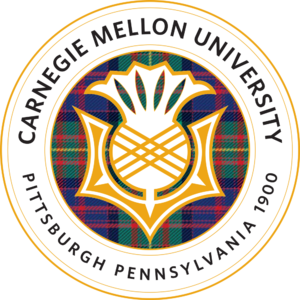 CARNEGIE MELLON UNIVERSITY
PITTSBURGH PENNSYLVANIA 1900